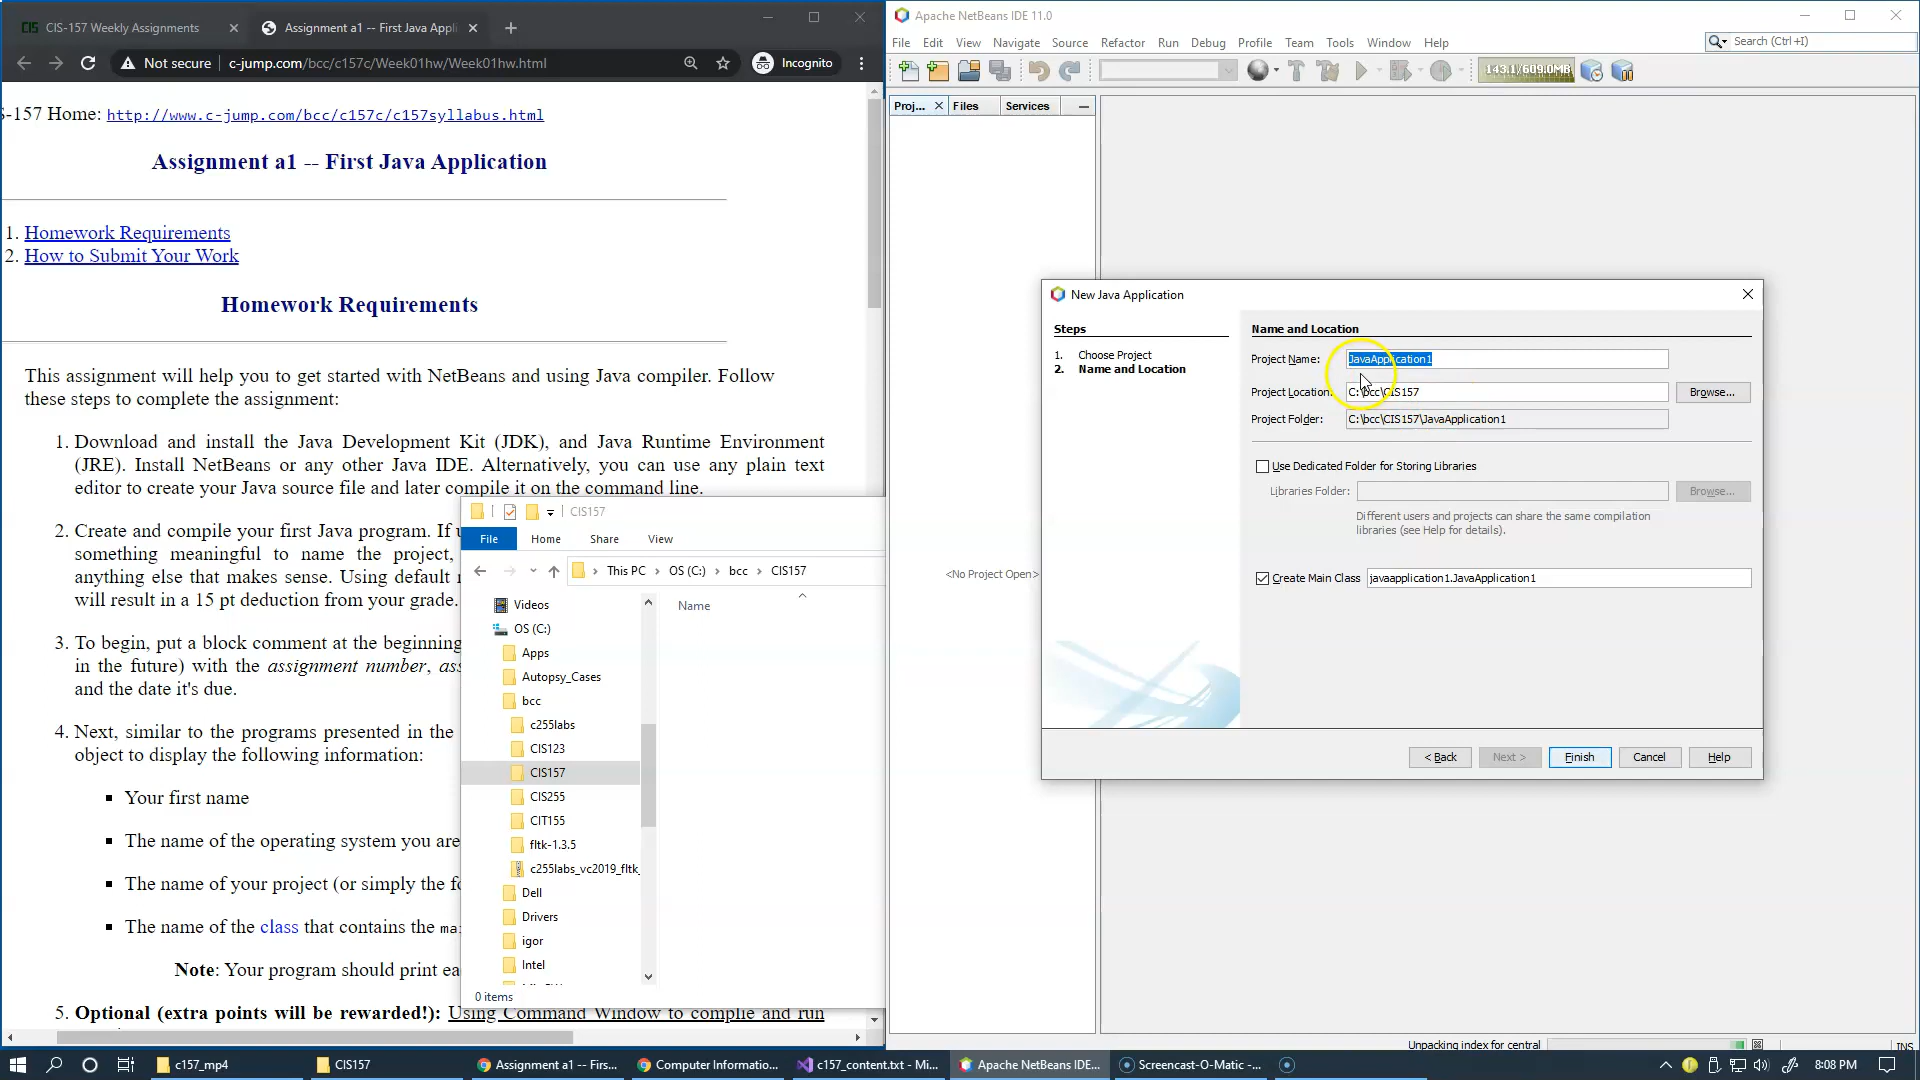 CIS CIS-157 Weekly Assignments
Assignment a1 -- First Java Appli
Not secure c-jump.com/bcc/c157c/Week01hw/Week01hw.html Incognito
S-157 Home: http://www.c-jump.com/bcc/c157c/c157syllabus.html
Assignment a1 -- First Java Application
1. Homework Requirements
2. How to Submit Your Work
Homework Requirements
This assignment will help you to get started with NetBeans and using Java compiler. Follow
these steps to complete the assignment:
1. Download and install the Java Development Kit (JDK), and Java Runtime Environment
(JRE). Install NetBeans or any other Java IDE. Alternatively, you can use any plain text
editor to create your Java source file and later compile it on the command line.
2. Create and compile your first Java program. If u
something meaningful to name the project,
anything else that makes sense. Using default
will result in a 15 pt deduction from your grade.
3. To begin, put a block comment at the beginning
in the future) with the assignment number, ass
and the date it's due.
4. Next, similar to the programs presented in the
object to display the following information:
▪ Your first name
▪ The name of the operating system you are
▪ The name of your project (or simply the fo
▪ The name of the class that contains the ma
Note: Your program should print ea
5. Optional (extra points will be rewarded!): Using Command Window to complie and run
CIS157
File Home Share View
This PC > OS (C:) > bcc > CIS157
Name
Videos
OS (C:)
Apps
Autopsy_Cases
bcc
c255labs
CIS123
CIS157
CIS255
CIT155
fltk-1.3.5
c255labs_vc2019_fltk_
Dell
Drivers
igor
Intel
0 items
Apache NetBeans IDE 11.0
File Edit View Navigate Source Refactor Run Debug Profile Team Tools Window Help
Search (Ctrl+I)
143.1/609.0MB
Proj... Files Services
<No Project Open>
New Java Application
Steps
1. Choose Project
2. Name and Location
Name and Location
Project Name: JavaApplication1
Project Location: C:\bcc\CIS157 Browse...
Project Folder: C:\bcc\CIS157\JavaApplication1
Use Dedicated Folder for Storing Libraries
Libraries Folder: Browse...
Different users and projects can share the same compilation
libraries (see Help for details).
Create Main Class javaapplication1.JavaApplication1
< Back Next > Finish Cancel Help
Unpacking index for central INS
c157_mp4 CIS157 Assignment a1 -- Firs... Computer Informatio... c157_content.txt - Mi... Apache NetBeans IDE... Screencast-O-Matic -... 8:08 PM